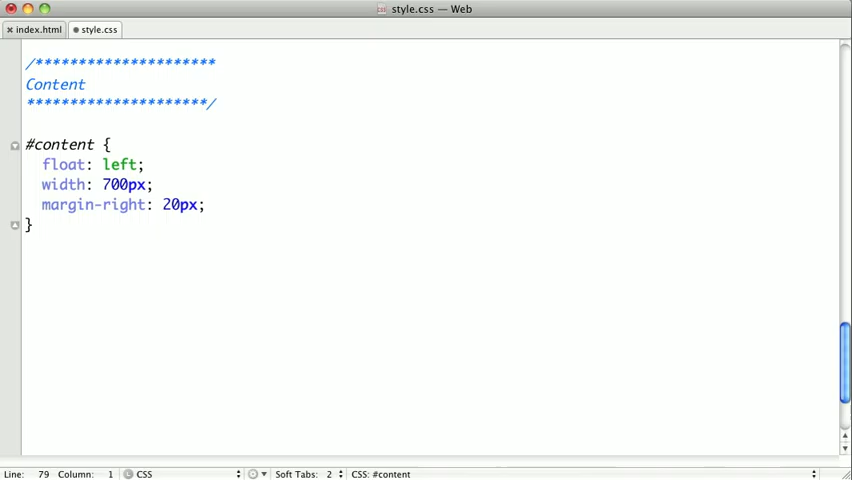 style.css — Web
index.html
style.css
/*********************
Content
*********************/
#content {
float: left;
width: 700px;
margin-right: 20px;
}
Line: 79 Column: 1 CSS Soft Tabs: 2 CSS: #content